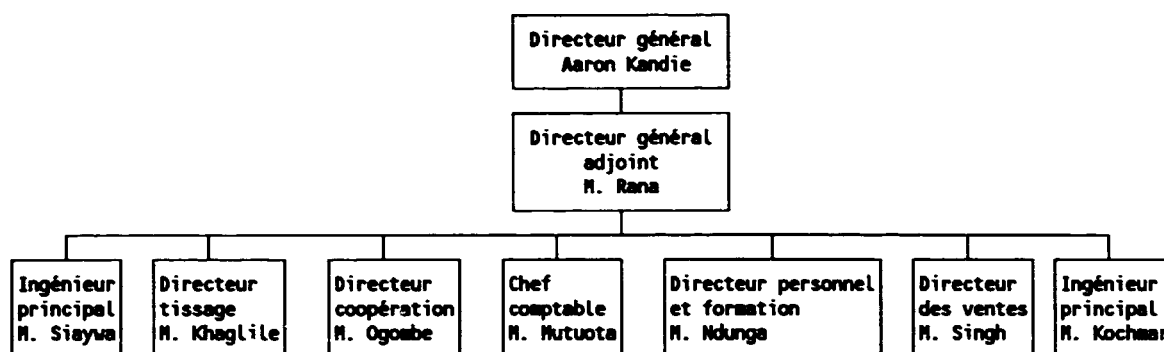 Directeur général
Aaron Kandie
Directeur général
adjoint
M. Rana
Ingénieur
principal
M. Siaywa
Directeur
tissage
M. Khaglile
Directeur
coopération
M. Ogombe
Chef
comptable
M. Mutuota
Directeur personnel
et formation
M. Ndunga
Directeur
des ventes
M. Singh
Ingénieur
principal
M. Kochmar